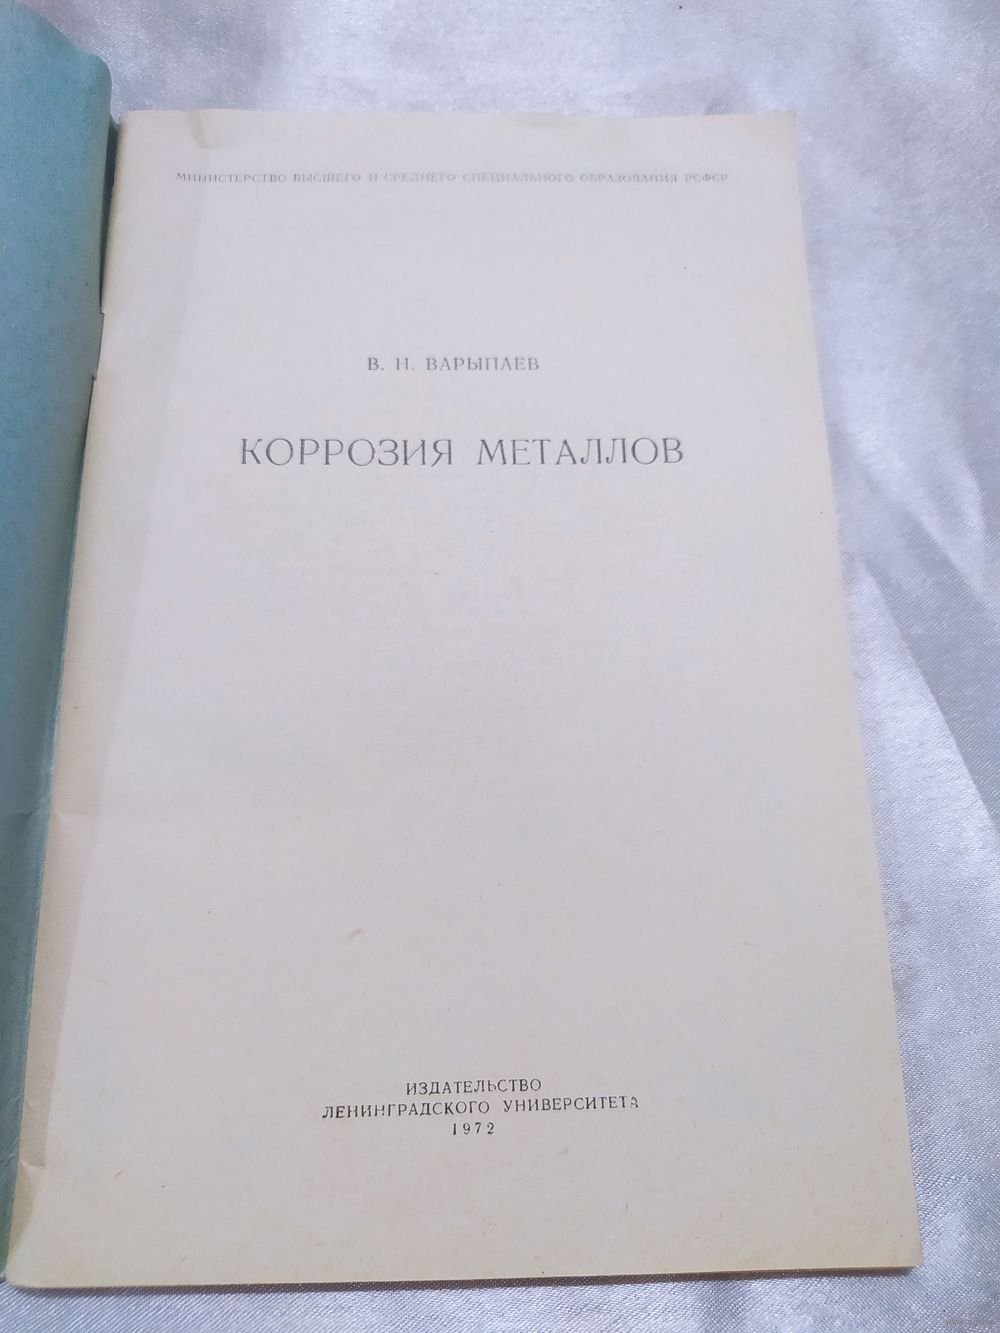 МИНИСТЕРСТВО ВЫСШЕГО И СРЕДНЕГО СПЕЦИАЛЬНОГО ОБРАЗОВАНИЯ РСФСР
В. Н. ВАРЫПАЕВ
КОРРОЗИЯ МЕТАЛЛОВ
ИЗДАТЕЛЬСТВО
ЛЕНИНГРАДСКОГО УНИВЕРСИТЕТА
1972